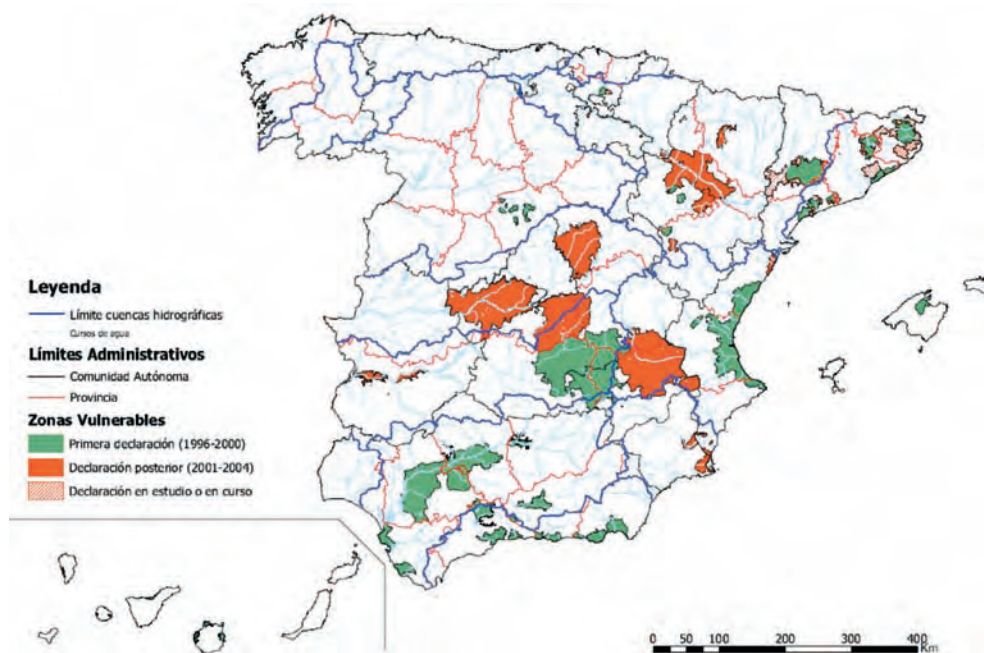 Leyenda
Límite cuencas hidrográficas
Cursos de agua
Límites Administrativos
Comunidad Autónoma
Provincia
Zonas Vulnerables
Primera declaración (1996-2000)
Declaración posterior (2001-2004)
Declaración en estudio o en curso
0 50 100 200 300 400
Km